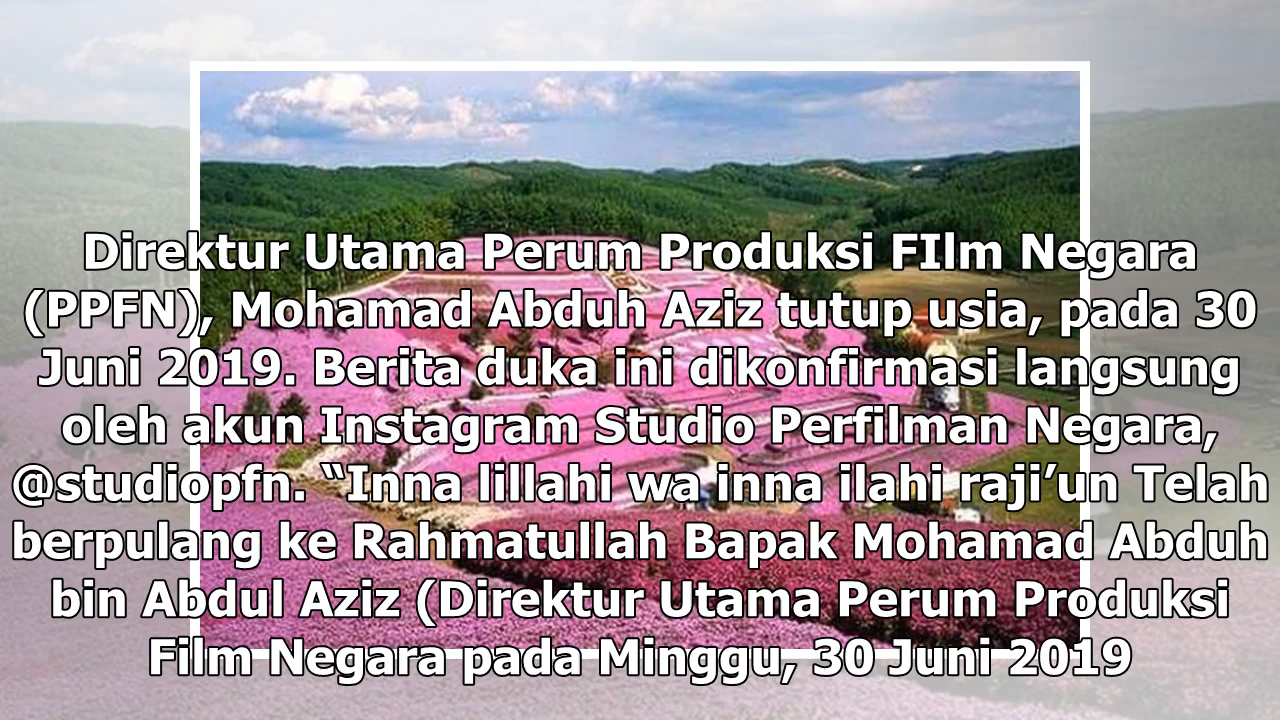 Direktur Utama Perum Produksi FIlm Negara
(PPFN), Mohamad Abduh Aziz tutup usia, pada 30
Juni 2019. Berita duka ini dikonfirmasi langsung
oleh akun Instagram Studio Perfilman Negara,
@studiopfn. “Inna lillahi wa inna ilahi raji’un Telah
berpulang ke Rahmatullah Bapak Mohamad Abduh
bin Abdul Aziz (Direktur Utama Perum Produksi
Film Negara pada Minggu, 30 Juni 2019